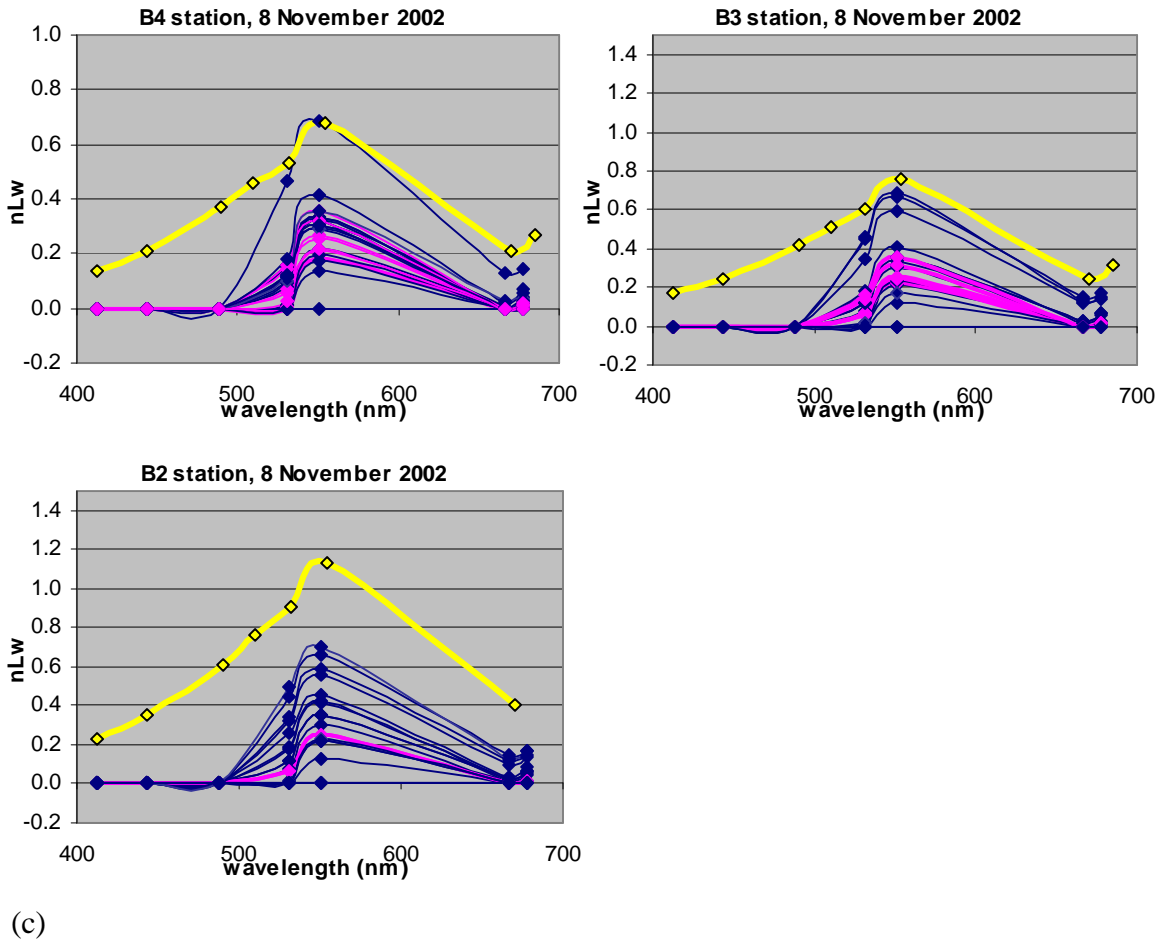 B4 station, 8 November 2002
1.0
0.8
0.6
0.4
0.2
0.0
-0.2
nLw
400 500 600 700
wavelength (nm)
B3 station, 8 November 2002
1.4
1.2
1.0
0.8
0.6
0.4
0.2
0.0
-0.2
nLw
400 500 600 700
wavelength (nm)
B2 station, 8 November 2002
1.4
1.2
1.0
0.8
0.6
0.4
0.2
0.0
-0.2
nLw
400 500 600 700
wavelength (nm)
(c)